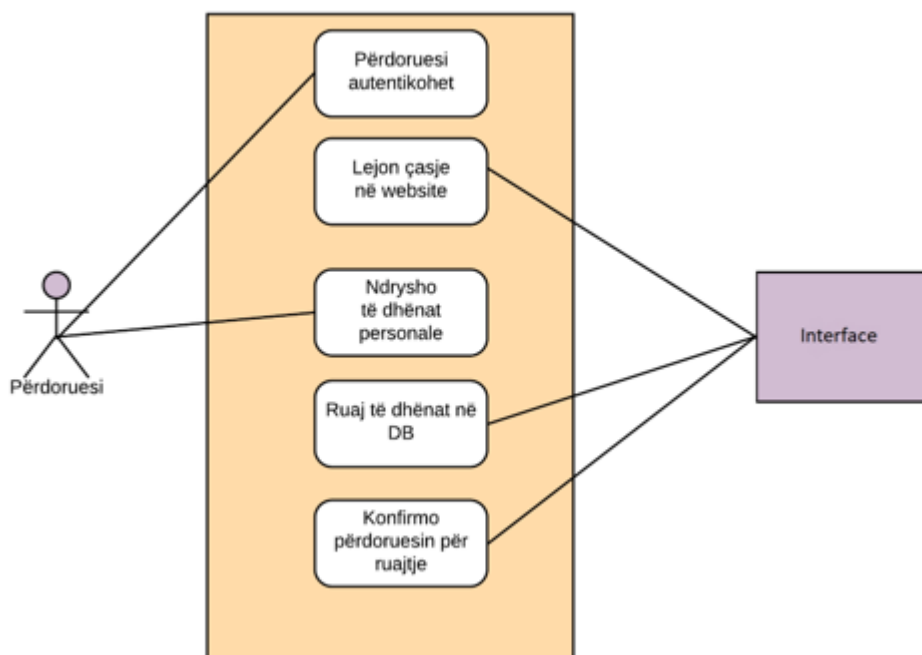 Përdoruesi
autentikohet
Lejon çasje
në website
Ndrysho
të dhënat
personale
Ruaj të dhënat në
DB
Konfirmo
përdoruesin për
ruajtje
Përdoruesi
Interface